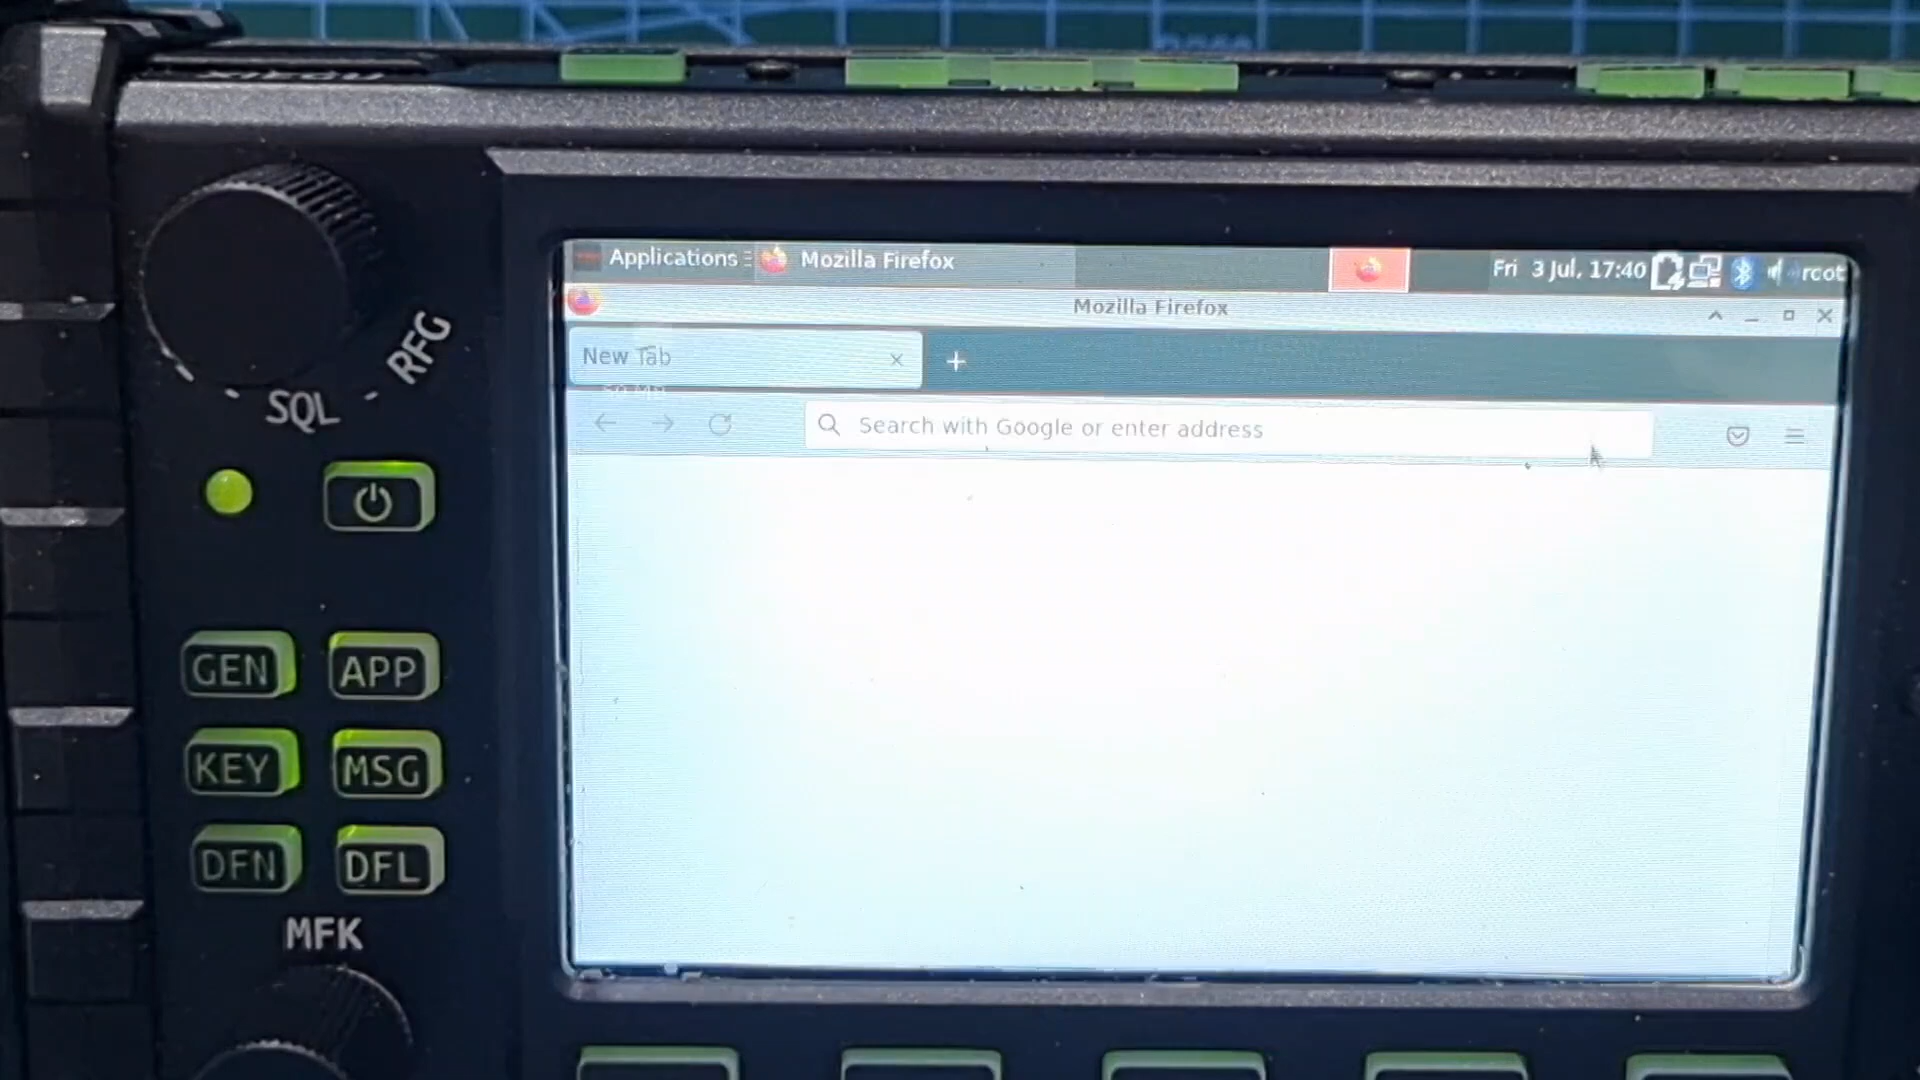 Applications
Mozilla Firefox
Fri 3 Jul, 17:40
root
Mozilla Firefox
New Tab
Search with Google or enter address
RFG
SQL
GEN
APP
KEY
MSG
DFN
DFL
MFK